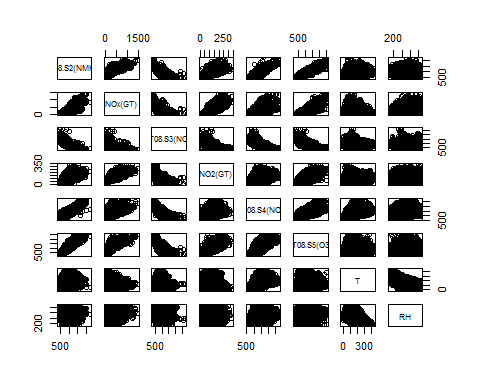 0 1500 0 250 500 200
8.S2(NMH 500
0 NOx(GT)
T08.S3(NO 500
0 350 NO2(GT)
08.S4(NO 500
500 T08.S5(O3
T 0
200 RH
500 500 500 0 300